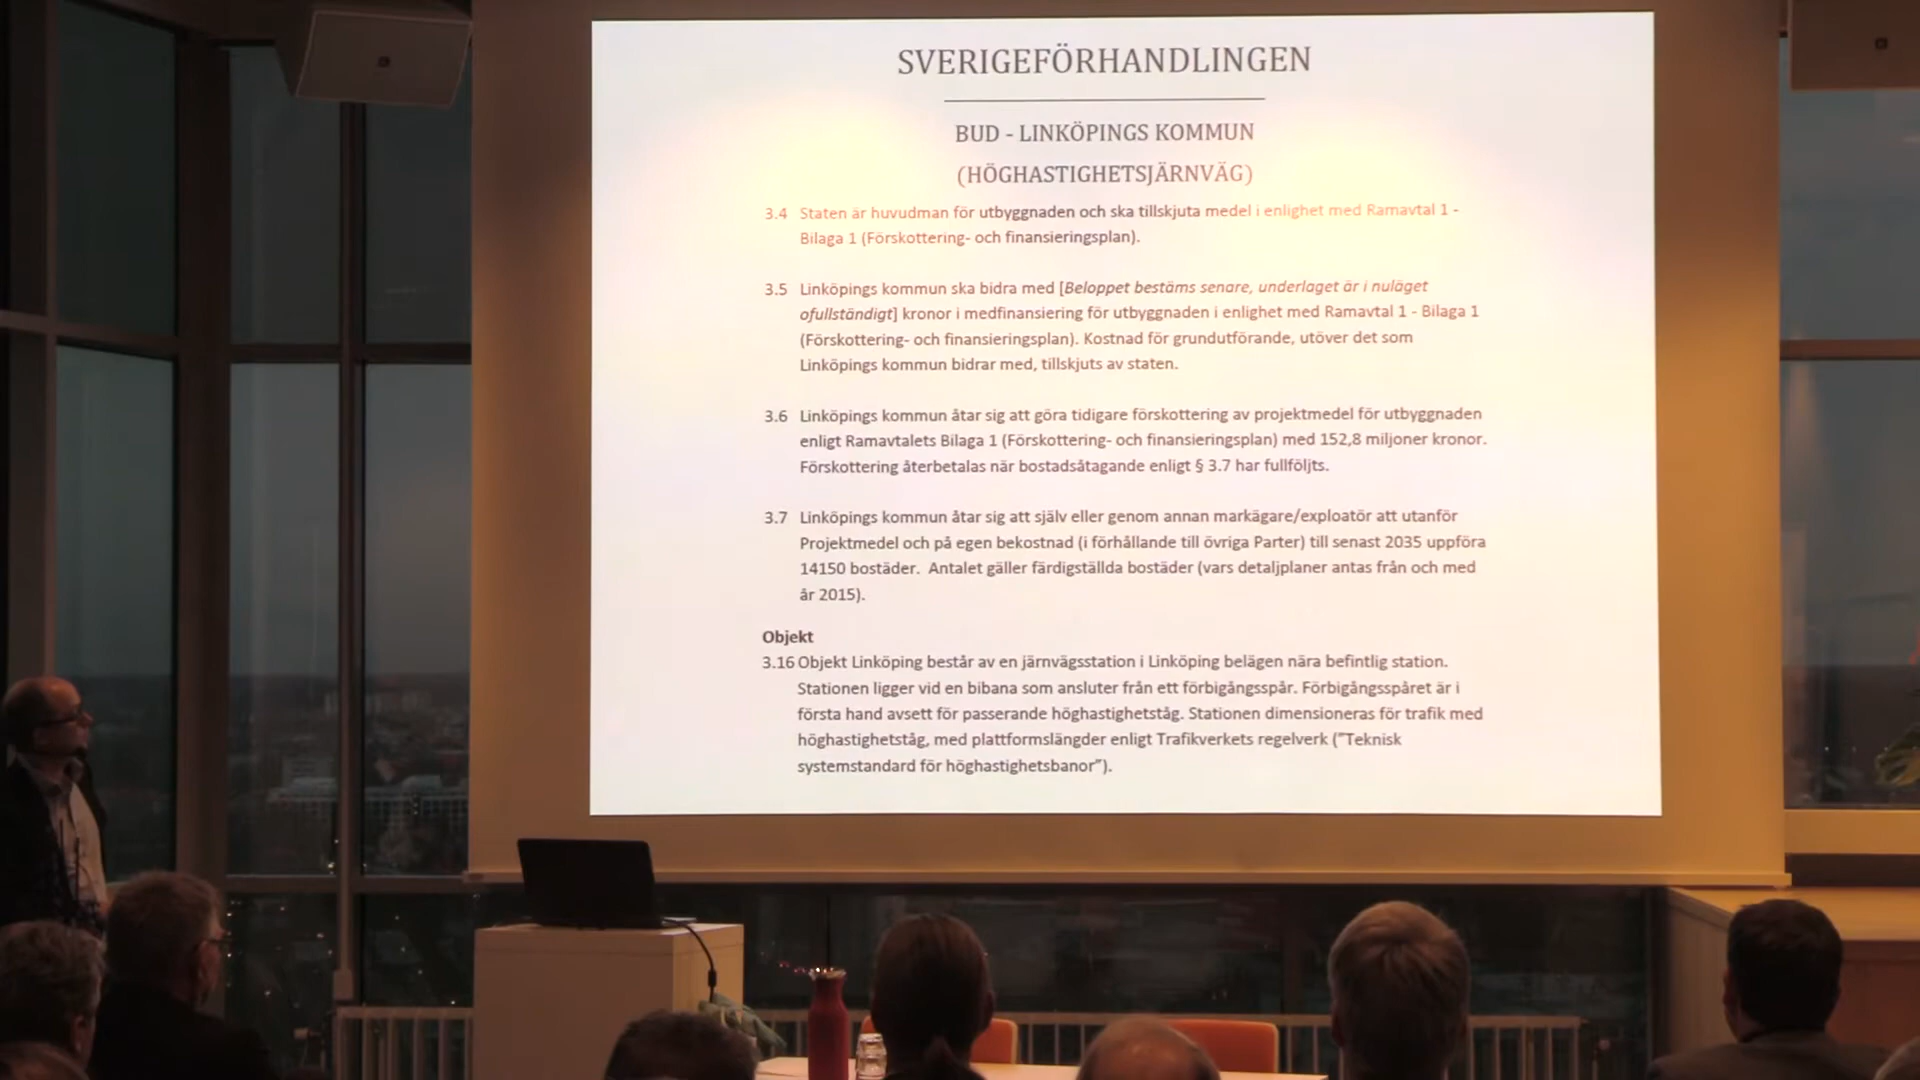 SVERIGEFÖRHANDLINGEN
BUD - LINKÖPINGS KOMMUN
(HÖGHASTIGHETSJÄRNVÄG)
3.4 Staten är huvudman för utbyggnaden och ska tillskjuta medel i enlighet med Ramavtal 1 -
Bilaga 1 (Förskottering- och finansieringsplan).
3.5 Linköpings kommun ska bidra med [Beloppet bestäms senare, underlaget är i nuläget
ofullständigt] kronor i medfinansiering för utbyggnaden i enlighet med Ramavtal 1 - Bilaga 1
(Förskottering- och finansieringsplan). Kostnad för grundutförande, utöver det som
Linköpings kommun bidrar med, tillskjuts av staten.
3.6 Linköpings kommun åtar sig att göra tidigare förskottering av projektmedel för utbyggnaden
enligt Ramavtalets Bilaga 1 (Förskottering- och finansieringsplan) med 152,8 miljoner kronor.
Förskottering återbetalas när bostadsåtagande enligt § 3.7 har fullföljts.
3.7 Linköpings kommun åtar sig att själv eller genom annan markägare/exploatör att utanför
Projektmedel och på egen bekostnad (i förhållande till övriga Parter) till senast 2035 uppföra
14150 bostäder. Antalet gäller färdigställda bostäder (vars detaljplaner antas från och med
år 2015).
Objekt
3.16 Objekt Linköping består av en järnvägsstation i Linköping belägen nära befintlig station.
Stationen ligger vid en bibana som ansluter från ett förbigångsspår. Förbigångsspåret är i
första hand avsett för passerande höghastighetståg. Stationen dimensioneras för trafik med
höghastighetståg, med plattformslängder enligt Trafikverkets regelverk ("Teknisk
systemstandard för höghastighetsbanor").